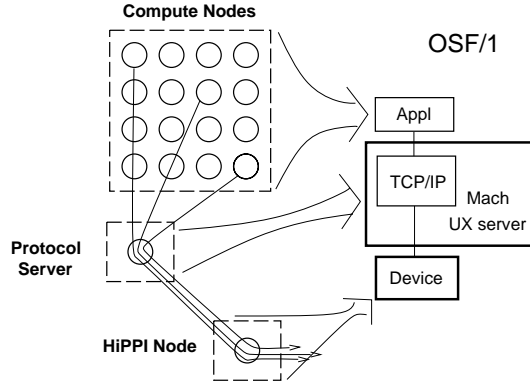 Compute Nodes
OSF/1
Appl
TCP/IP
Mach
UX server
Protocol
Server
Device
HiPPI Node